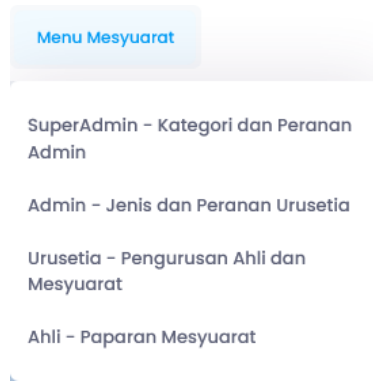 Menu Mesyuarat
SuperAdmin - Kategori dan Peranan
Admin
Admin - Jenis dan Peranan Urusetia
Urusetia - Pengurusan Ahli dan
Mesyuarat
Ahli - Paparan Mesyuarat